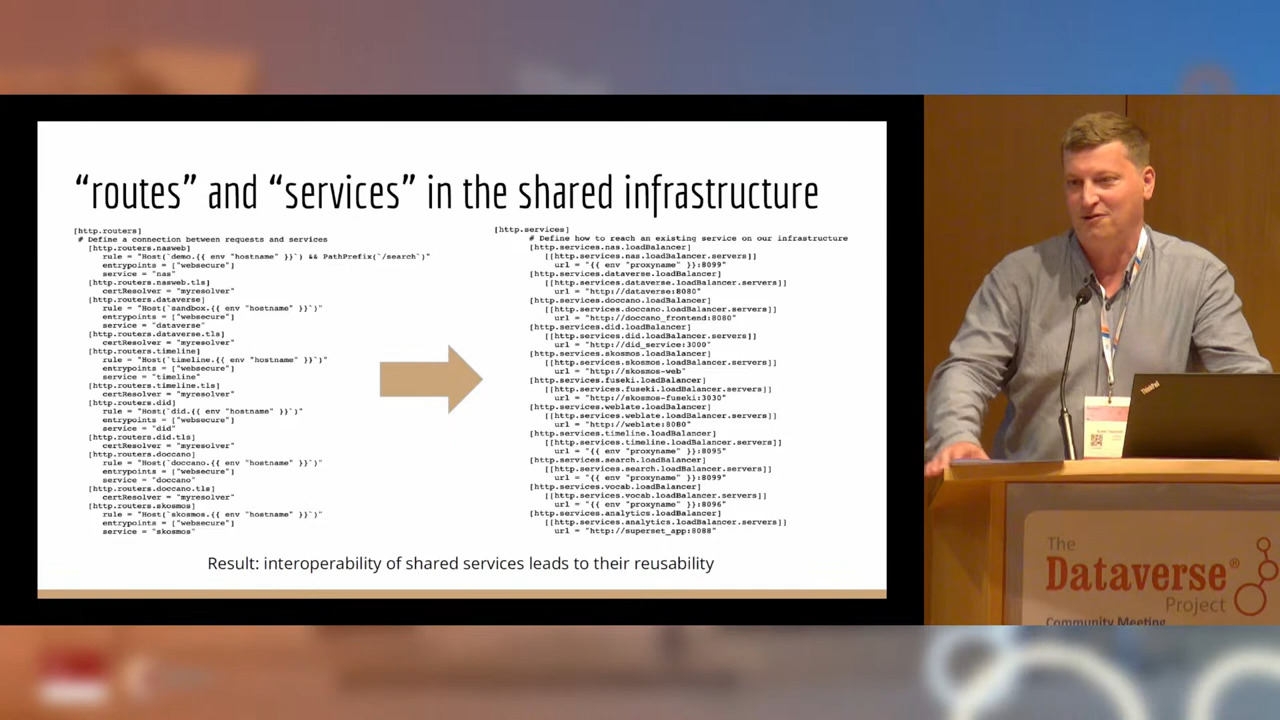 “routes” and “services” in the shared infrastructure
[http.routers]
# Define a connection between requests and services
[http.routers.nasweb]
rule = "Host(`demo.{{ env "hostname" }}`) && PathPrefix(`/search`)"
entrypoints = ["websecure"]
service = "nas"
[http.routers.nasweb.tls]
certResolver = "myresolver"
[http.routers.dataverse]
rule = "Host(`sandbox.{{ env "hostname" }}`)"
entrypoints = ["websecure"]
service = "dataverse"
[http.routers.dataverse.tls]
certResolver = "myresolver"
[http.routers.timeline]
rule = "Host(`timeline.{{ env "hostname" }}`)"
entrypoints = ["websecure"]
service = "timeline"
[http.routers.timeline.tls]
certResolver = "myresolver"
[http.routers.did]
rule = "Host(`did.{{ env "hostname" }}`)"
entrypoints = ["websecure"]
service = "did"
[http.routers.did.tls]
certResolver = "myresolver"
[http.routers.doccano]
rule = "Host(`doccano.{{ env "hostname" }}`)"
entrypoints = ["websecure"]
service = "doccano"
[http.routers.doccano.tls]
certResolver = "myresolver"
[http.routers.skosmos]
rule = "Host(`skosmos.{{ env "hostname" }}`)"
entrypoints = ["websecure"]
service = "skosmos"
[http.services]
# Define how to reach an existing service on our infrastructure
[http.services.nas.loadBalancer]
[[http.services.nas.loadBalancer.servers]]
url = "{{ env "proxyname" }}:8099"
[http.services.dataverse.loadBalancer]
[[http.services.dataverse.loadBalancer.servers]]
url = "http://dataverse:8080"
[http.services.doccano.loadBalancer]
[[http.services.doccano.loadBalancer.servers]]
url = "http://doccano_frontend:8080"
[http.services.did.loadBalancer]
[[http.services.did.loadBalancer.servers]]
url = "http://did_service:3000"
[http.services.skosmos.loadBalancer]
[[http.services.skosmos.loadBalancer.servers]]
url = "http://skosmos-web"
[http.services.fuseki.loadBalancer]
[[http.services.fuseki.loadBalancer.servers]]
url = "http://skosmos-fuseki:3030"
[http.services.weblate.loadBalancer]
[[http.services.weblate.loadBalancer.servers]]
url = "http://weblate:8080"
[http.services.timeline.loadBalancer]
[[http.services.timeline.loadBalancer.servers]]
url = "{{ env "proxyname" }}:8095"
[http.services.search.loadBalancer]
[[http.services.search.loadBalancer.servers]]
url = "{{ env "proxyname" }}:8099"
[http.services.vocab.loadBalancer]
[[http.services.vocab.loadBalancer.servers]]
url = "{{ env "proxyname" }}:8096"
[http.services.analytics.loadBalancer]
[[http.services.analytics.loadBalancer.servers]]
url = "http://superset_app:8088"
Result: interoperability of shared services leads to their reusability
ThinkPad
The
Dataverse®
Project
Community Meeting